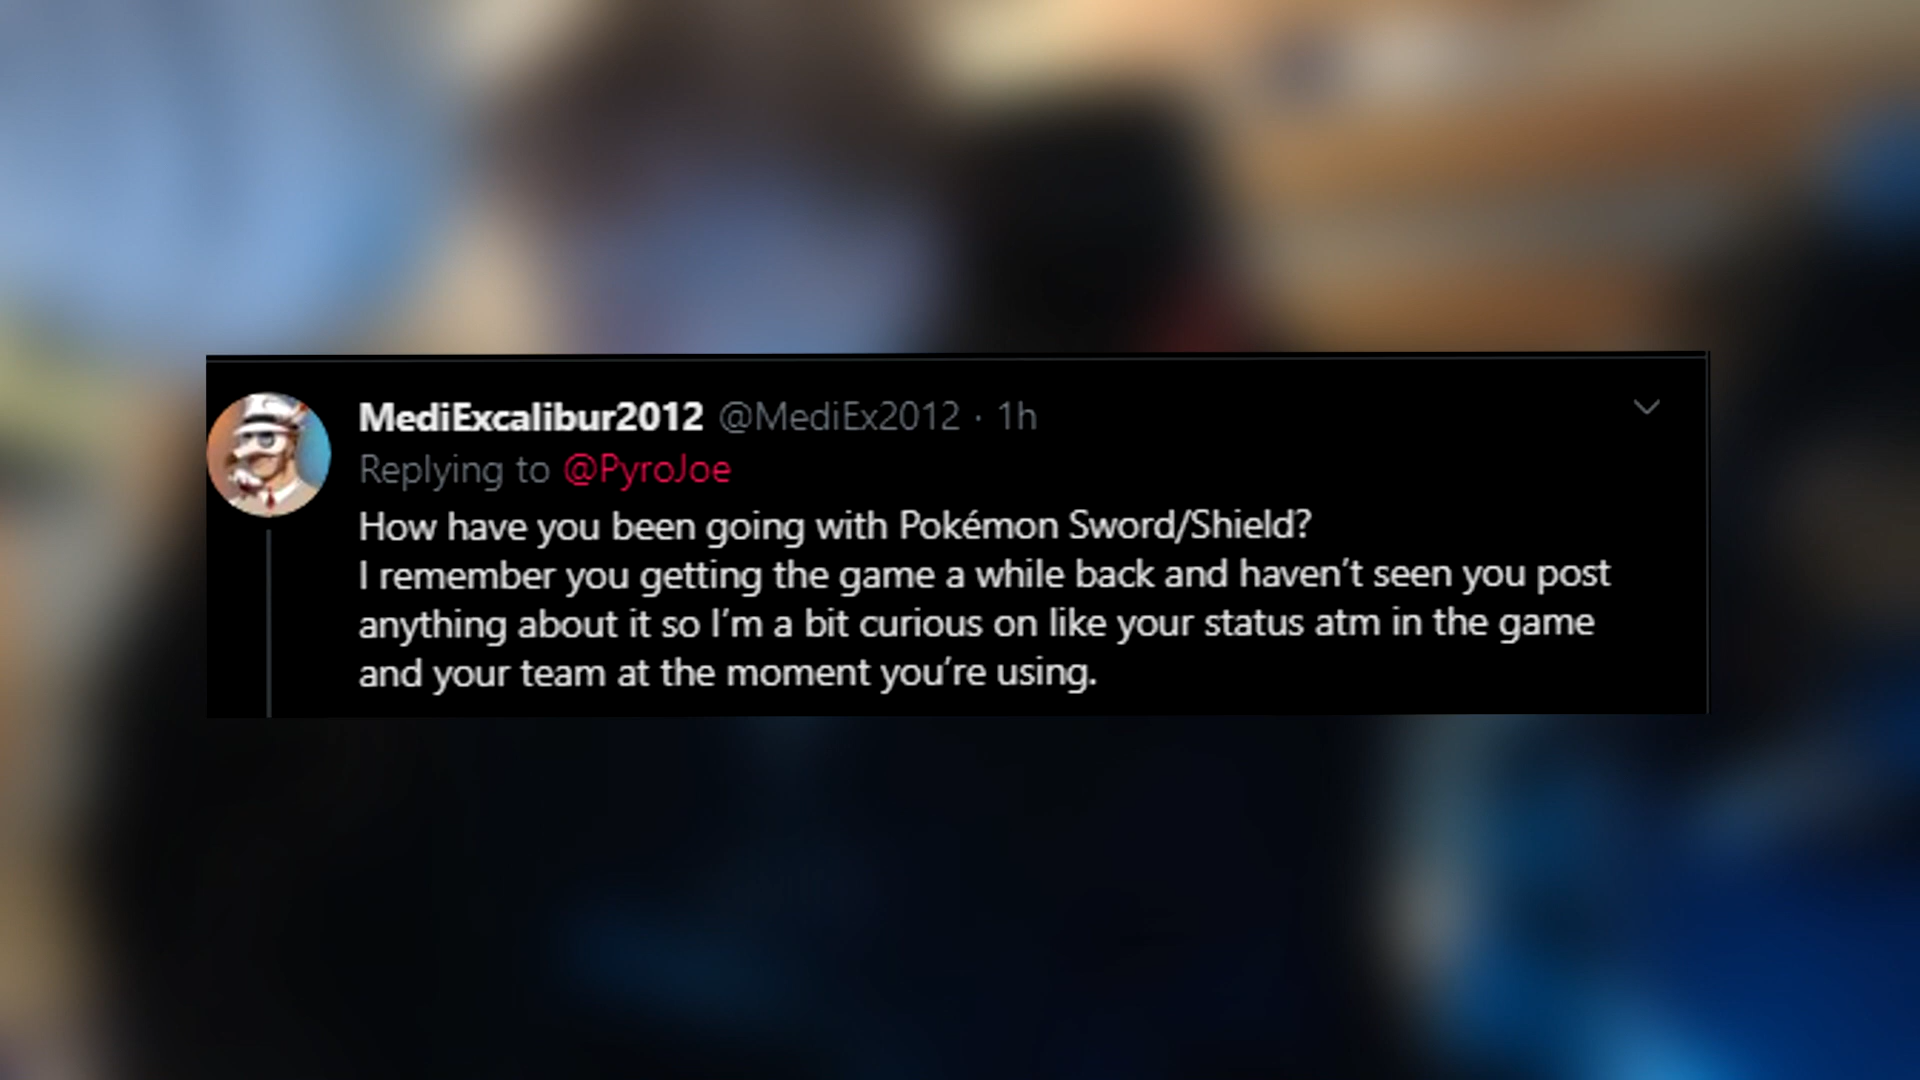 MediExcalibur2012 @MediEx2012 · 1h
Replying to @PyroJoe
How have you been going with Pokémon Sword/Shield?
I remember you getting the game a while back and haven’t seen you post
anything about it so I’m a bit curious on like your status atm in the game
and your team at the moment you’re using.